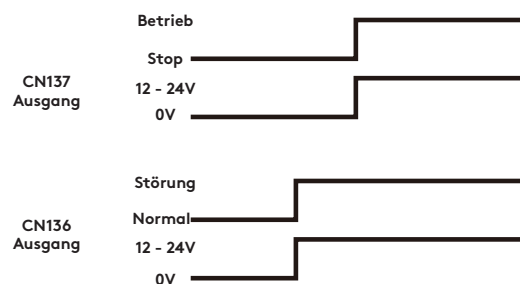 Betrieb
Stop
CN137
Ausgang
12 - 24V
0V
Störung
Normal
CN136
Ausgang
12 - 24V
0V